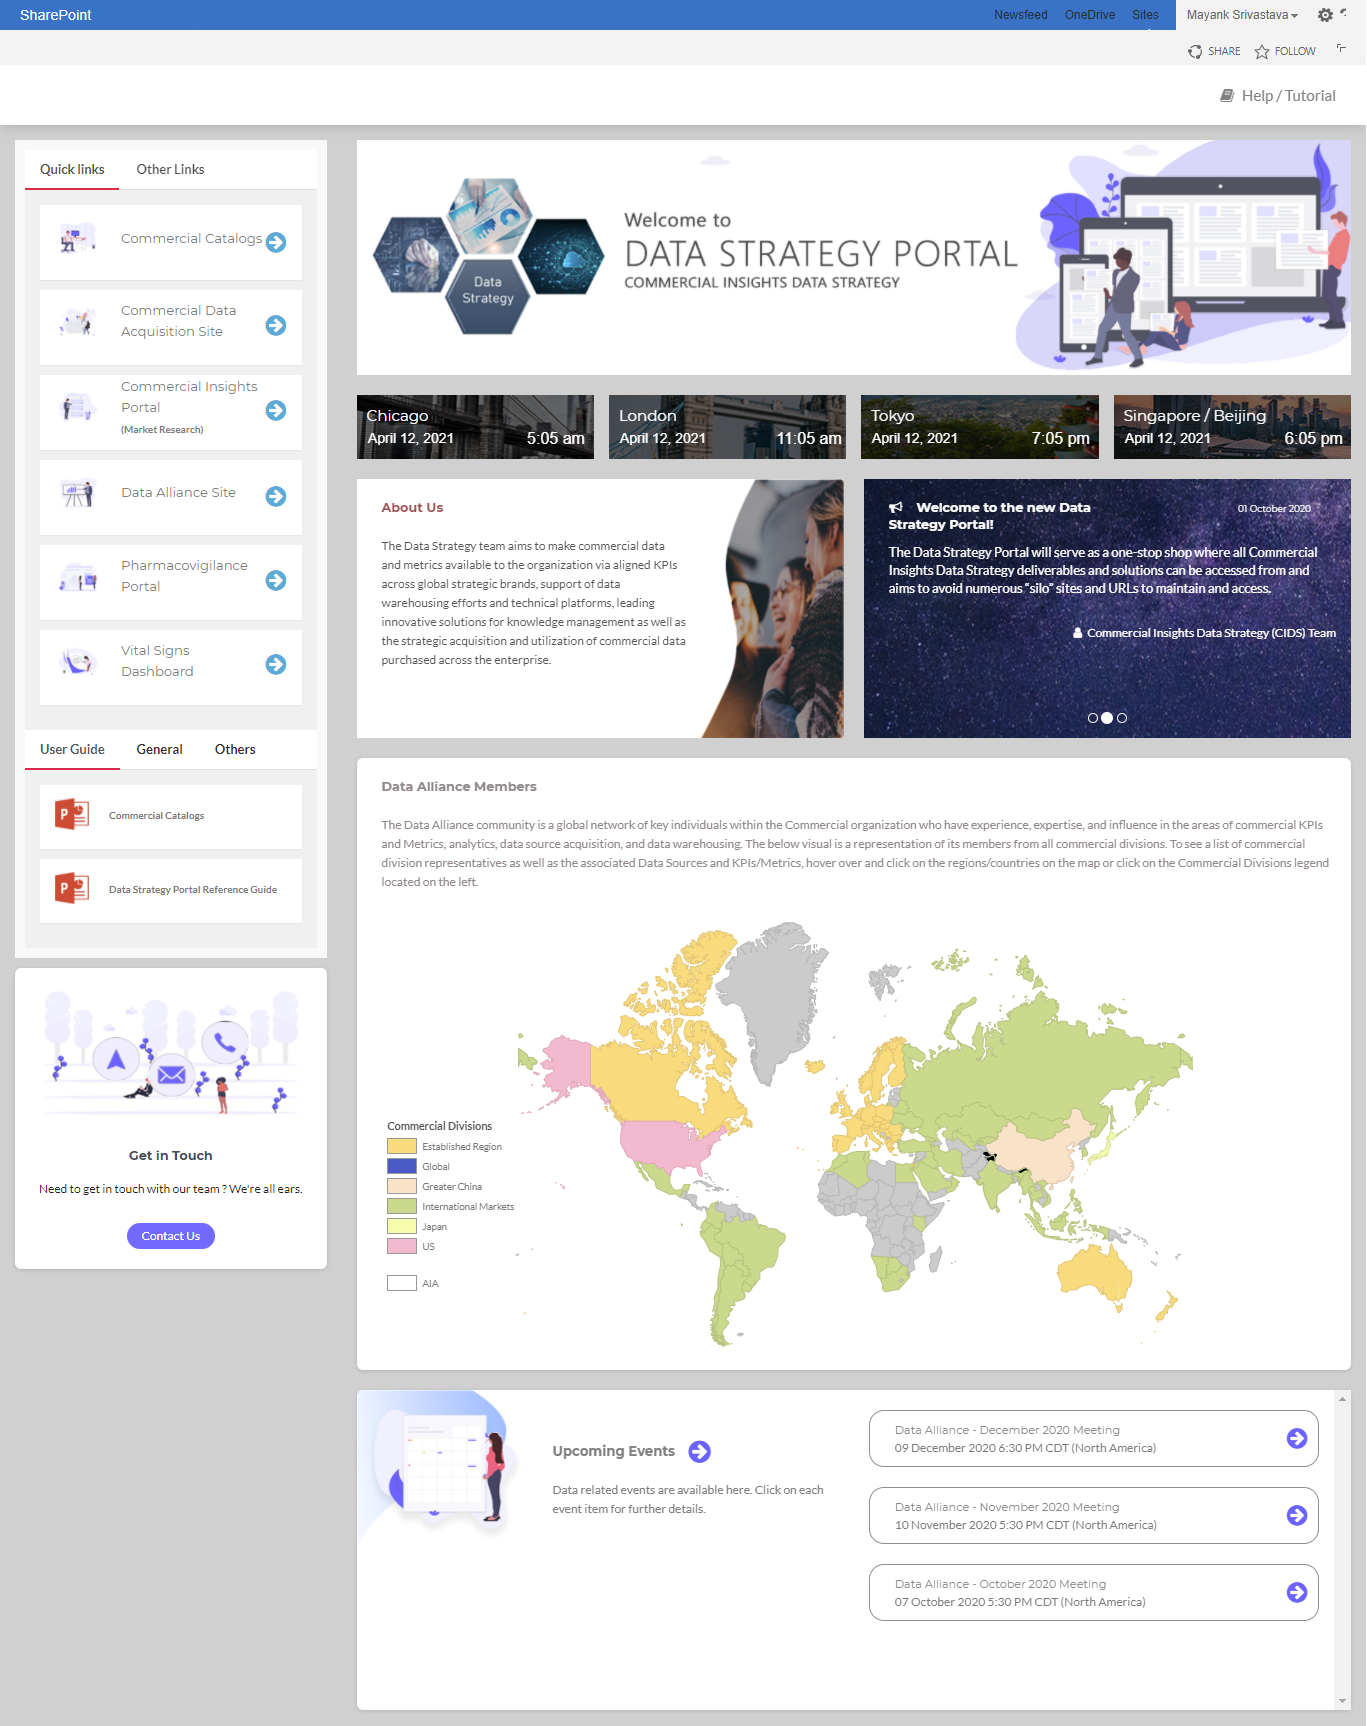 SharePoint
Newsfeed OneDrive Sites Mayank Srivastava
SHARE FOLLOW
Help / Tutorial
Quick links Other Links
Commercial Catalogs
Commercial Data
Acquisition Site
Commercial Insights
Portal
(Market Research)
Data Alliance Site
Pharmacovigilance
Portal
Vital Signs
Dashboard
User Guide General Others
P Commercial Catalogs
P Data Strategy Portal Reference Guide
Get in Touch
Need to get in touch with our team ? We're all ears.
Contact Us
Data
Strategy
Welcome to
DATA STRATEGY PORTAL
COMMERCIAL INSIGHTS DATA STRATEGY
Chicago
April 12, 2021 5:05 am
London
April 12, 2021 11:05 am
Tokyo
April 12, 2021 7:05 pm
Singapore / Beijing
April 12, 2021 6:05 pm
About Us
The Data Strategy team aims to make commercial data
and metrics available to the organization via aligned KPIs
across global strategic brands, support of data
warehousing efforts and technical platforms, leading
innovative solutions for knowledge management as well as
the strategic acquisition and utilization of commercial data
purchased across the enterprise.
Welcome to the new Data 01 October 2020
Strategy Portal!
The Data Strategy Portal will serve as a one-stop shop where all Commercial
Insights Data Strategy deliverables and solutions can be accessed from and
aims to avoid numerous "silo" sites and URLs to maintain and access.
Commercial Insights Data Strategy (CIDS) Team
Data Alliance Members
The Data Alliance community is a global network of key individuals within the Commercial organization who have experience, expertise, and influence in the areas of commercial KPIs
and Metrics, analytics, data source acquisition, and data warehousing. The below visual is a representation of its members from all commercial divisions. To see a list of commercial
division representatives as well as the associated Data Sources and KPIs/Metrics, hover over and click on the regions/countries on the map or click on the Commercial Divisions legend
located on the left.
Commercial Divisions
Established Region
Global
Greater China
International Markets
Japan
US
AIA
Upcoming Events
Data related events are available here. Click on each
event item for further details.
Data Alliance - December 2020 Meeting
09 December 2020 6:30 PM CDT (North America)
Data Alliance - November 2020 Meeting
10 November 2020 5:30 PM CDT (North America)
Data Alliance - October 2020 Meeting
07 October 2020 5:30 PM CDT (North America)